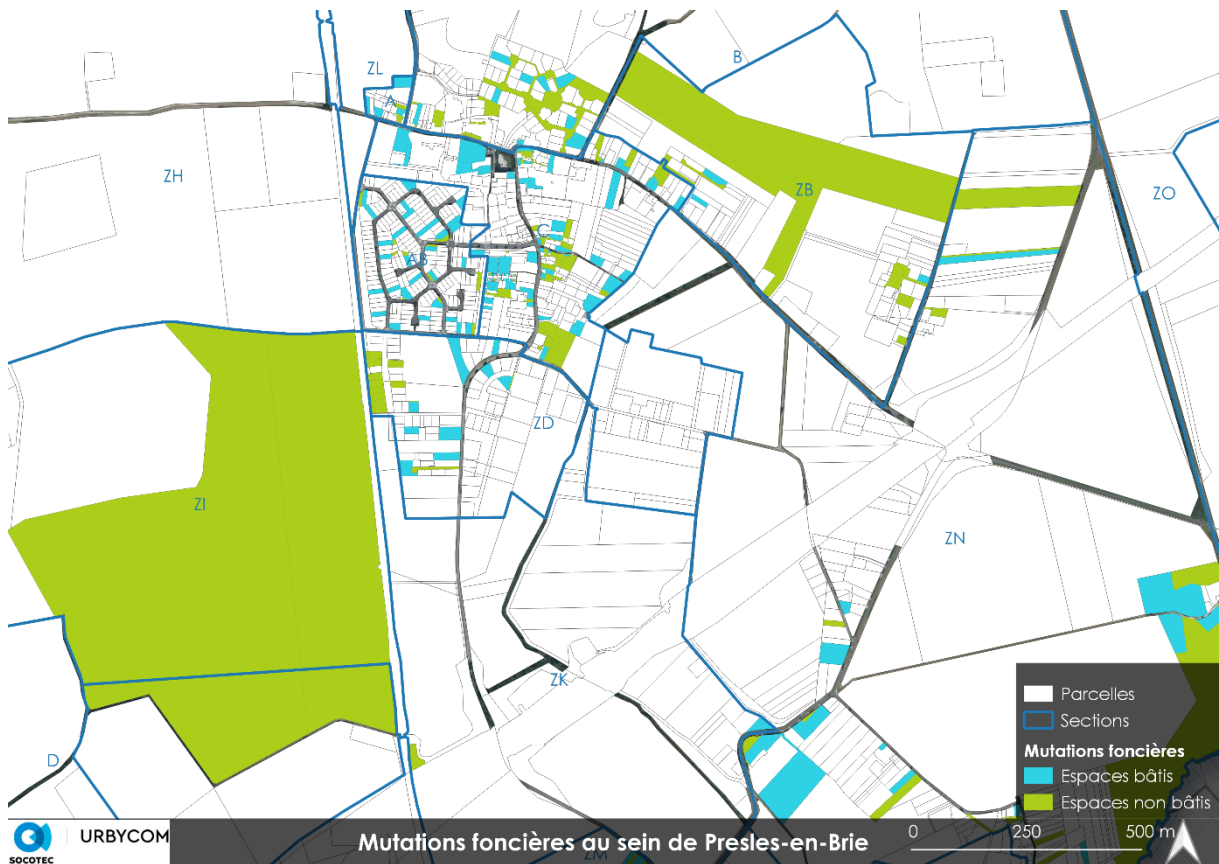 B
ZL
A
ZH
ZB
ZO
C
AB
ZD
ZI
ZN
ZK
D
ZM
Parcelles
Sections
Mutations foncières
Espaces bâtis
Espaces non bâtis
SOCOTEC
URBYCOM
Mutations foncières au sein de Presles-en-Brie
0 250 500 m